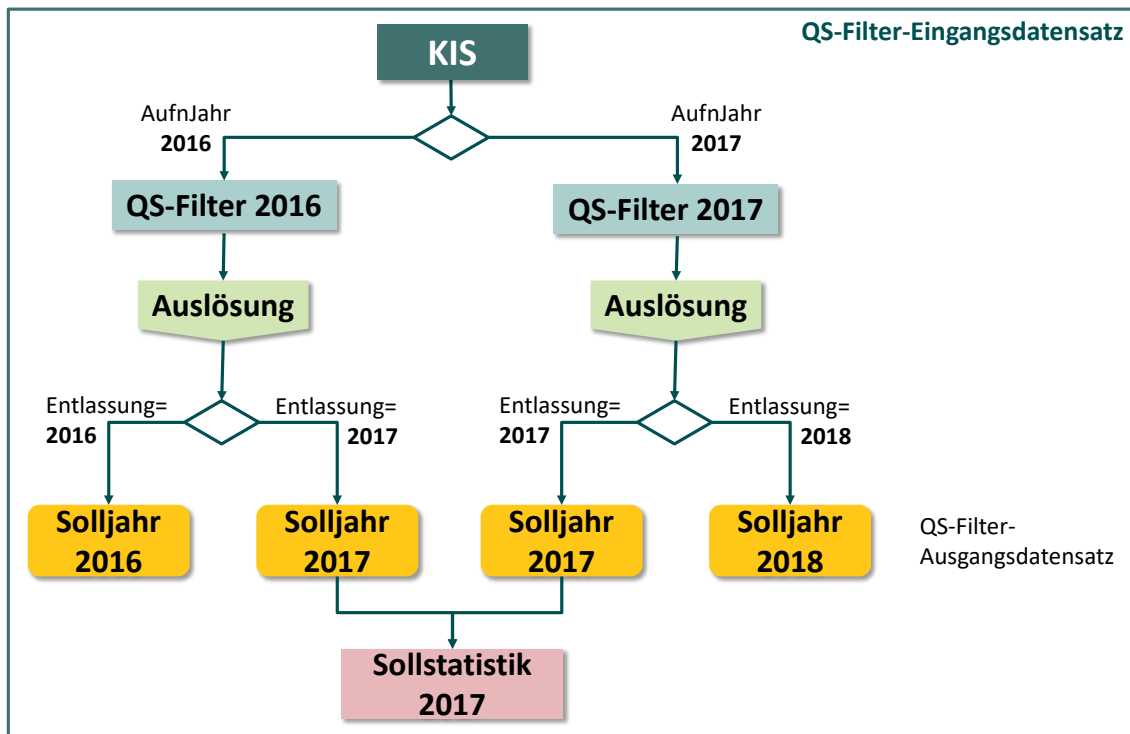 QS-Filter-Eingangsdatensatz
KIS
AufnJahr
2016
AufnJahr
2017
QS-Filter 2016
QS-Filter 2017
Auslösung
Auslösung
Entlassung=
2016
Entlassung=
2017
Entlassung=
2017
Entlassung=
2018
Solljahr
2016
Solljahr
2017
Solljahr
2017
Solljahr
2018
QS-Filter-
Ausgangsdatensatz
Sollstatistik
2017